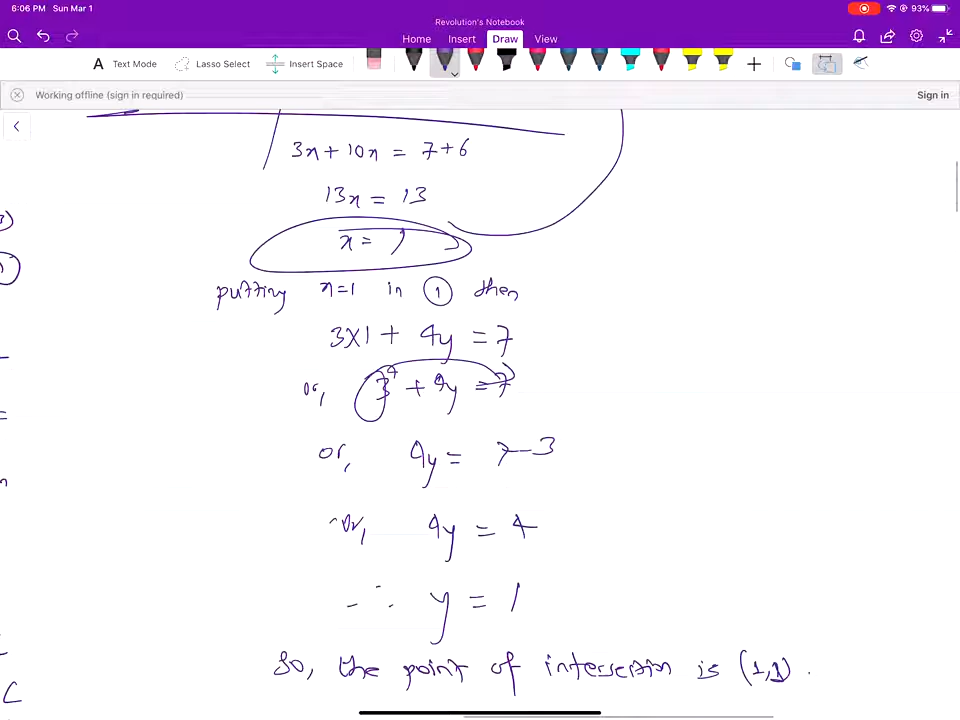 6:06 PM Sun Mar 1
93%
Revolution's Notebook
Home Insert Draw View
Text Mode Lasso Select Insert Space
Working offline (sign in required) Sign in
3x + 10x = 7 + 6
13x = 13
x = 1
putting x=1 in ① then
3×1 + 4y = 7
or, 3 + 4y = 7
or, 4y = 7-3
or, 4y = 4
∴ y = 1
So, the point of intersection is (1,1).